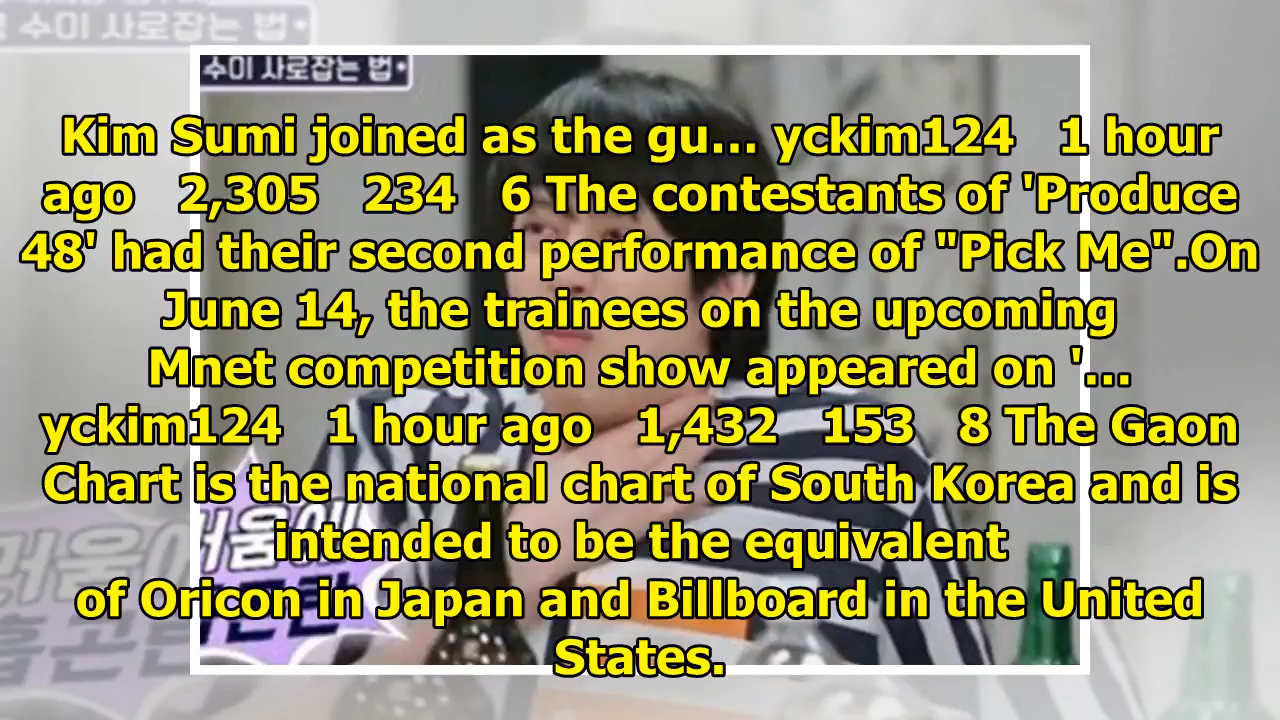 수미 사로잡는 법•
수미 사로잡는 법•
Kim Sumi joined as the gu... yckim124 1 hour
ago 2,305 234 6 The contestants of 'Produce
48' had their second performance of "Pick Me".On
June 14, the trainees on the upcoming
Mnet competition show appeared on '...
yckim124 1 hour ago 1,432 153 8 The Gaon
Chart is the national chart of South Korea and is
intended to be the equivalent
of Oricon in Japan and Billboard in the United
States.